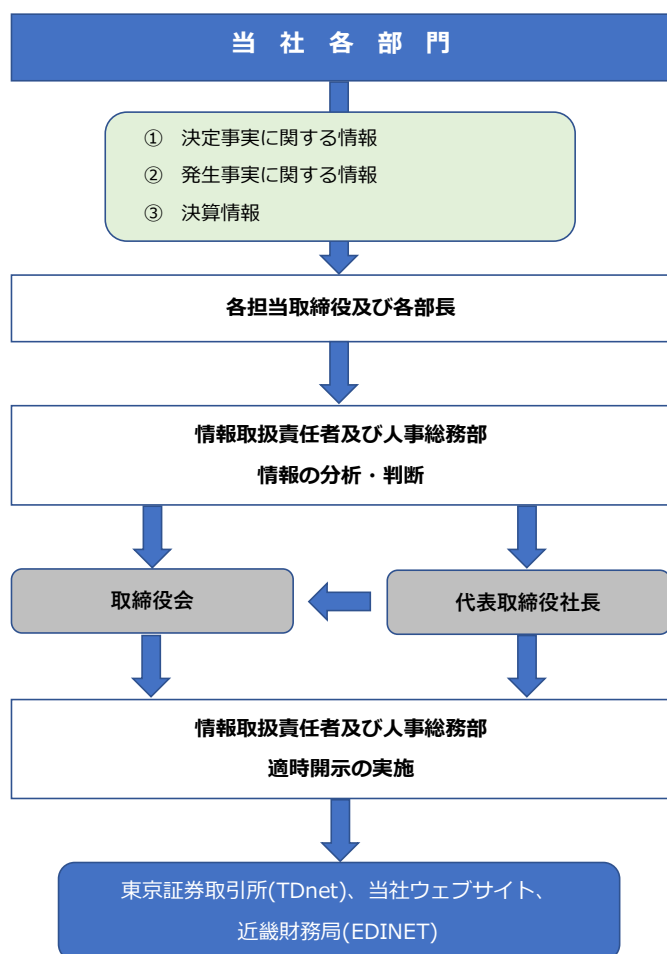 当 社 各 部 門
① 決定事実に関する情報
② 発生事実に関する情報
③ 決算情報
各担当取締役及び各部長
情報取扱責任者及び人事総務部
情報の分析・判断
取締役会
代表取締役社長
情報取扱責任者及び人事総務部
適時開示の実施
東京証券取引所(TDnet)、当社ウェブサイト、
近畿財務局(EDINET)